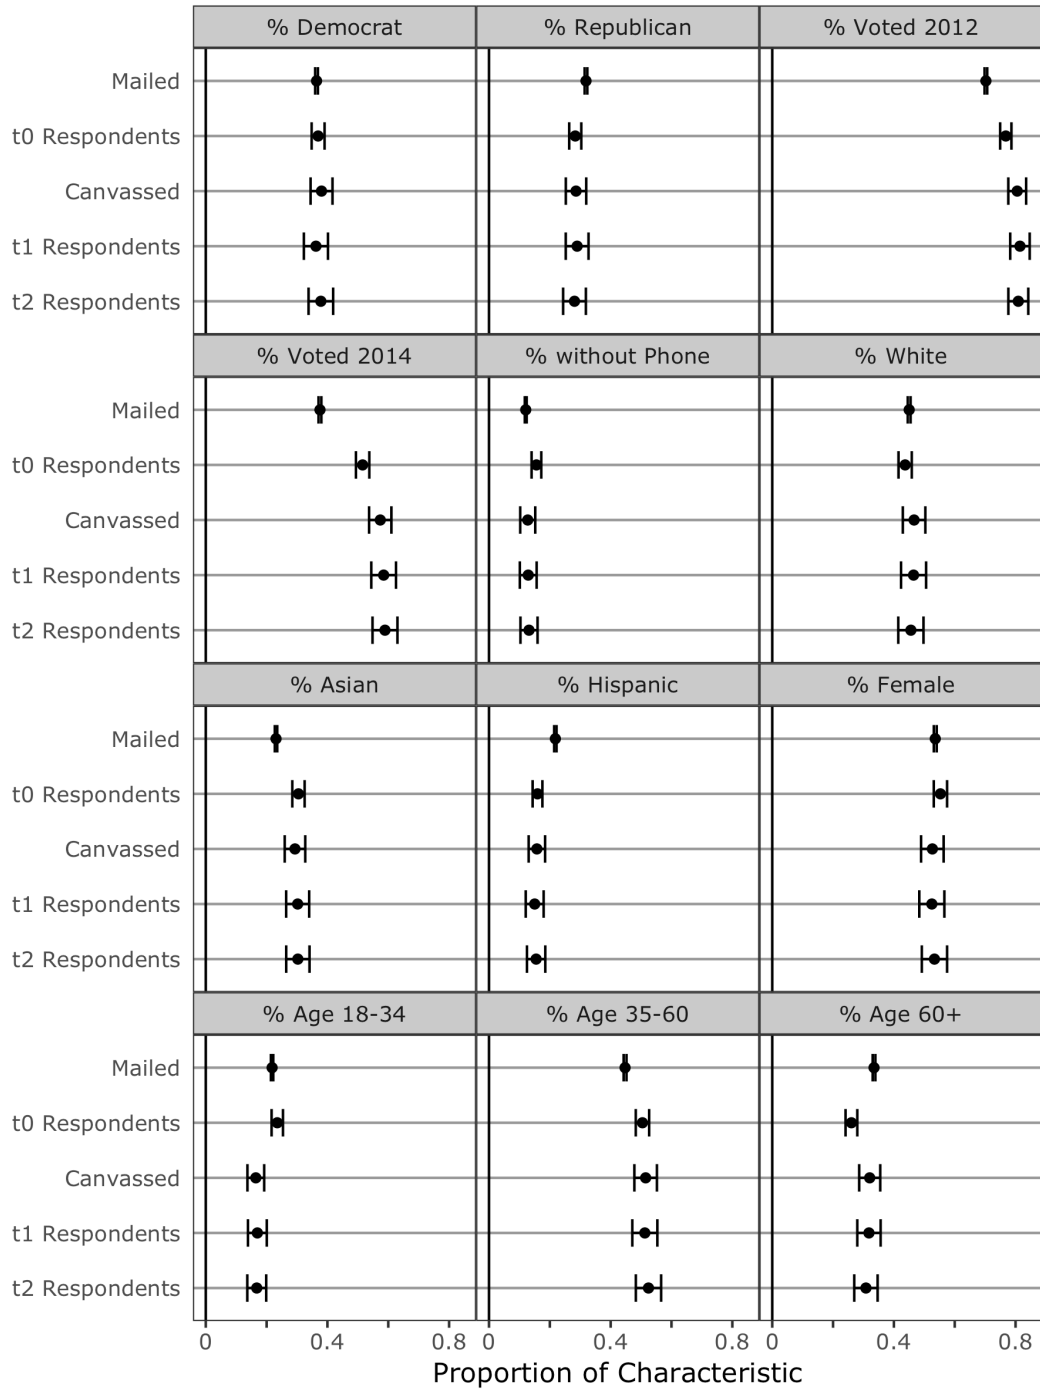 % Democrat % Republican % Voted 2012
Mailed
t0 Respondents
Canvassed
t1 Respondents
t2 Respondents
% Voted 2014 % without Phone % White
Mailed
t0 Respondents
Canvassed
t1 Respondents
t2 Respondents
% Asian % Hispanic % Female
Mailed
t0 Respondents
Canvassed
t1 Respondents
t2 Respondents
% Age 18-34 % Age 35-60 % Age 60+
Mailed
t0 Respondents
Canvassed
t1 Respondents
t2 Respondents
0 0.4 0.8 0 0.4 0.8 0 0.4 0.8
Proportion of Characteristic